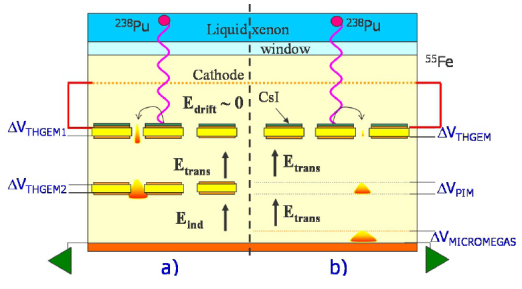 238Pu
Liquid xenon
238Pu
window
55Fe
Cathode
Edrift ~ 0
CsI
ΔVTHGEM1
ΔVTHGEM
Etrans
Etrans
ΔVTHGEM2
ΔVPIM
Eind
Etrans
ΔVMICROMEGAS
a)
b)